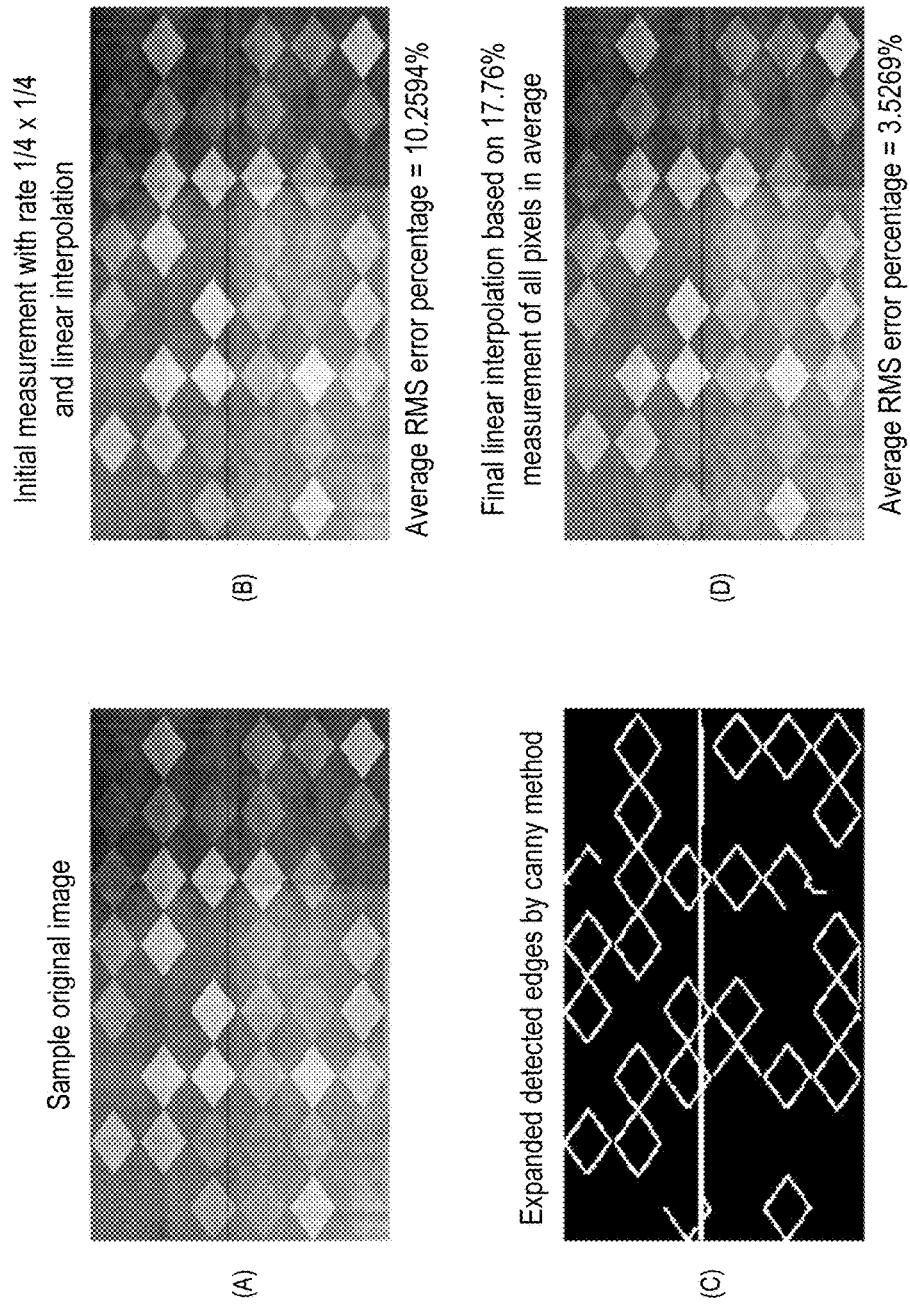 Sample original image
(A)
Initial measurement with rate 1/4 x 1/4
and linear interpolation
(B)
Average RMS error percentage = 10.2594%
Expanded detected edges by canny method
(C)
Final linear interpolation based on 17.76%
measurement of all pixels in average
(D)
Average RMS error percentage = 3.5269%